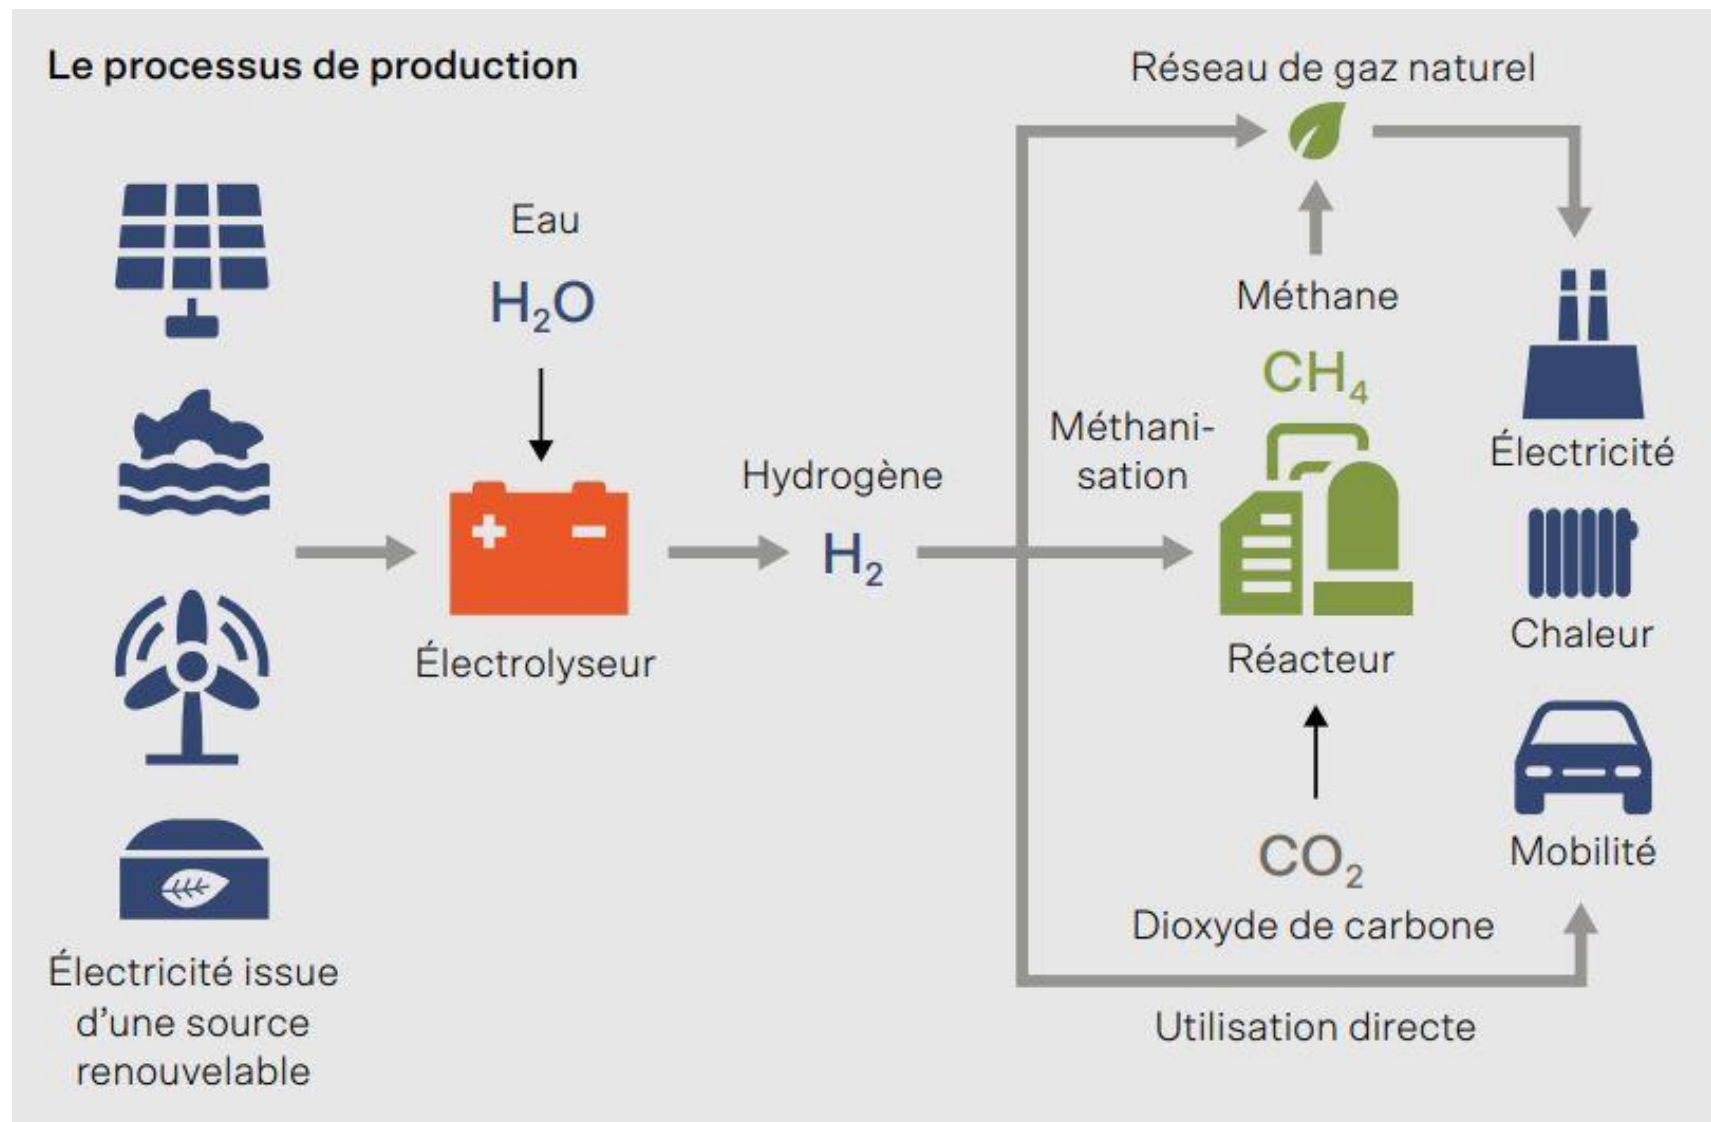 Le processus de production
Électricité issue
d'une source
renouvelable
Eau
H₂O
+ −
Électrolyseur
Hydrogène
H₂
Réseau de gaz naturel
Méthane
CH₄
Méthani-
sation
Réacteur
CO₂
Dioxyde de carbone
Utilisation directe
Électricité
Chaleur
Mobilité